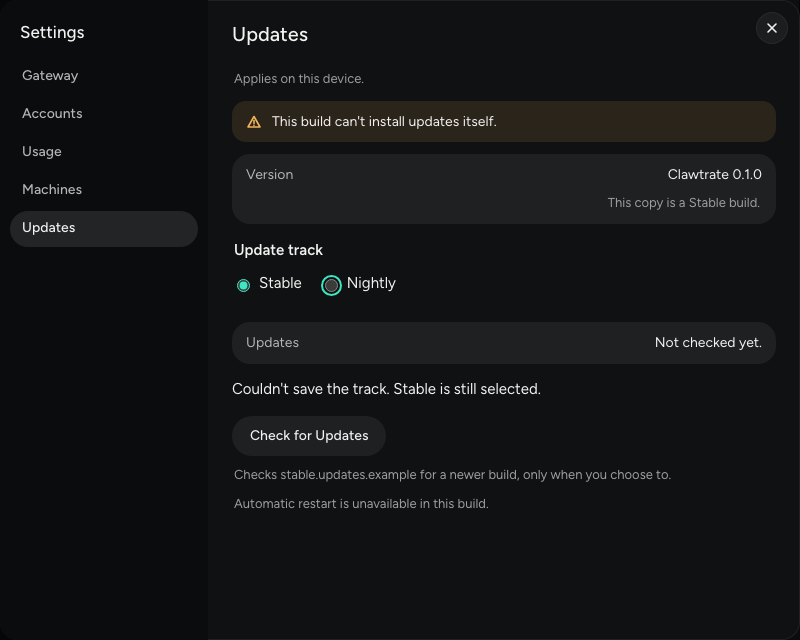 Settings
Gateway
Accounts
Usage
Machines
Updates
Updates
Applies on this device.
This build can't install updates itself.
Version
Clawtrate 0.1.0
This copy is a Stable build.
Update track
Stable
Nightly
Updates
Not checked yet.
Couldn't save the track. Stable is still selected.
Check for Updates
Checks stable.updates.example for a newer build, only when you choose to.
Automatic restart is unavailable in this build.